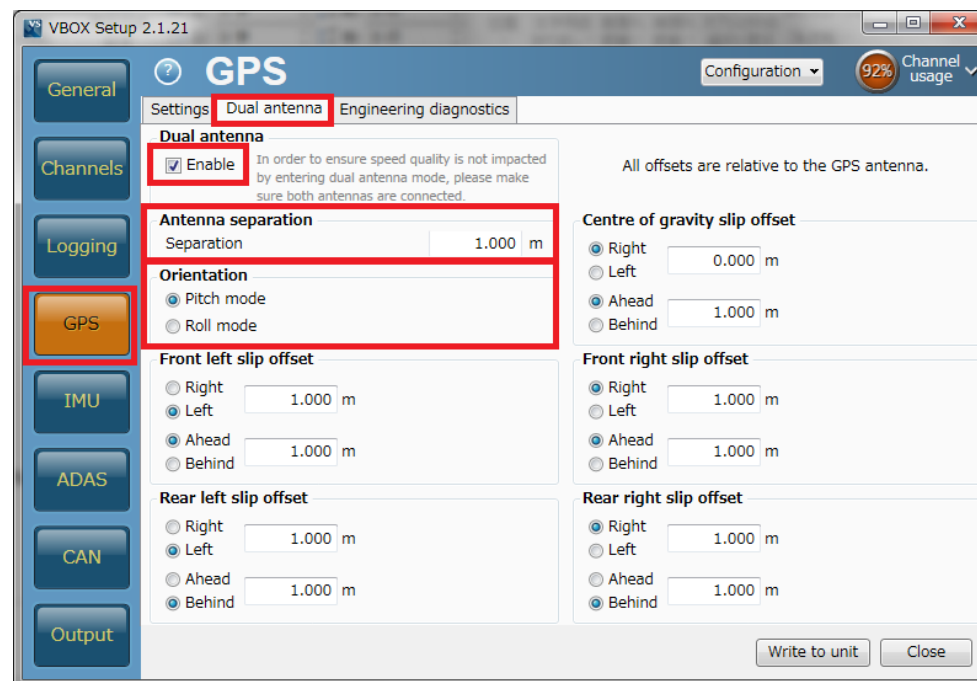 VBOX Setup 2.1.21
General
Channels
Logging
GPS
IMU
ADAS
CAN
Output
? GPS
Configuration
92% Channel usage
Settings Dual antenna Engineering diagnostics
Dual antenna
Enable
In order to ensure speed quality is not impacted
by entering dual antenna mode, please make
sure both antennas are connected.
All offsets are relative to the GPS antenna.
Antenna separation
Separation 1.000 m
Orientation
Pitch mode
Roll mode
Centre of gravity slip offset
Right
Left
0.000 m
Ahead
Behind
1.000 m
Front left slip offset
Right
Left
1.000 m
Ahead
Behind
1.000 m
Front right slip offset
Right
Left
1.000 m
Ahead
Behind
1.000 m
Rear left slip offset
Right
Left
1.000 m
Ahead
Behind
1.000 m
Rear right slip offset
Right
Left
1.000 m
Ahead
Behind
1.000 m
Write to unit Close